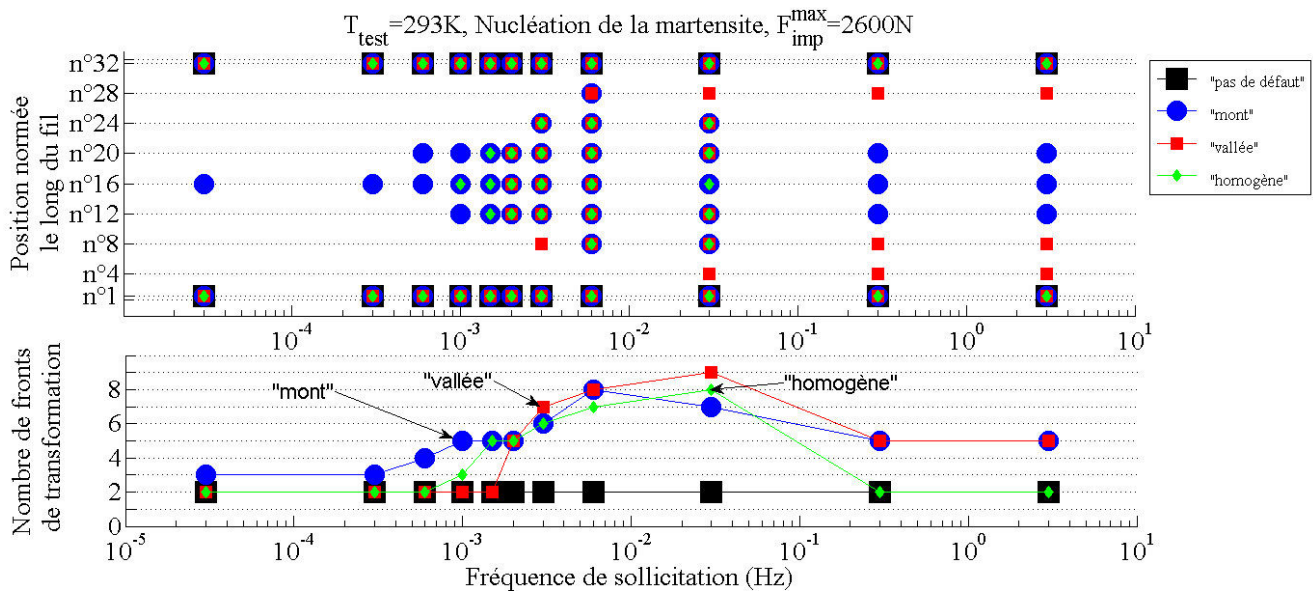 T_test=293K, Nucléation de la martensite, F_imp^max=2600N
Position normée
le long du fil
n°32
n°28
n°24
n°20
n°16
n°12
n°8
n°4
n°1
10^-4
10^-3
10^-2
10^-1
10^0
10^1
"pas de défaut"
"mont"
"vallée"
"homogène"
Nombre de fronts
de transformation
8
6
4
2
0
"mont"
"vallée"
"homogène"
10^-5
10^-4
10^-3
10^-2
10^-1
10^0
10^1
Fréquence de sollicitation (Hz)